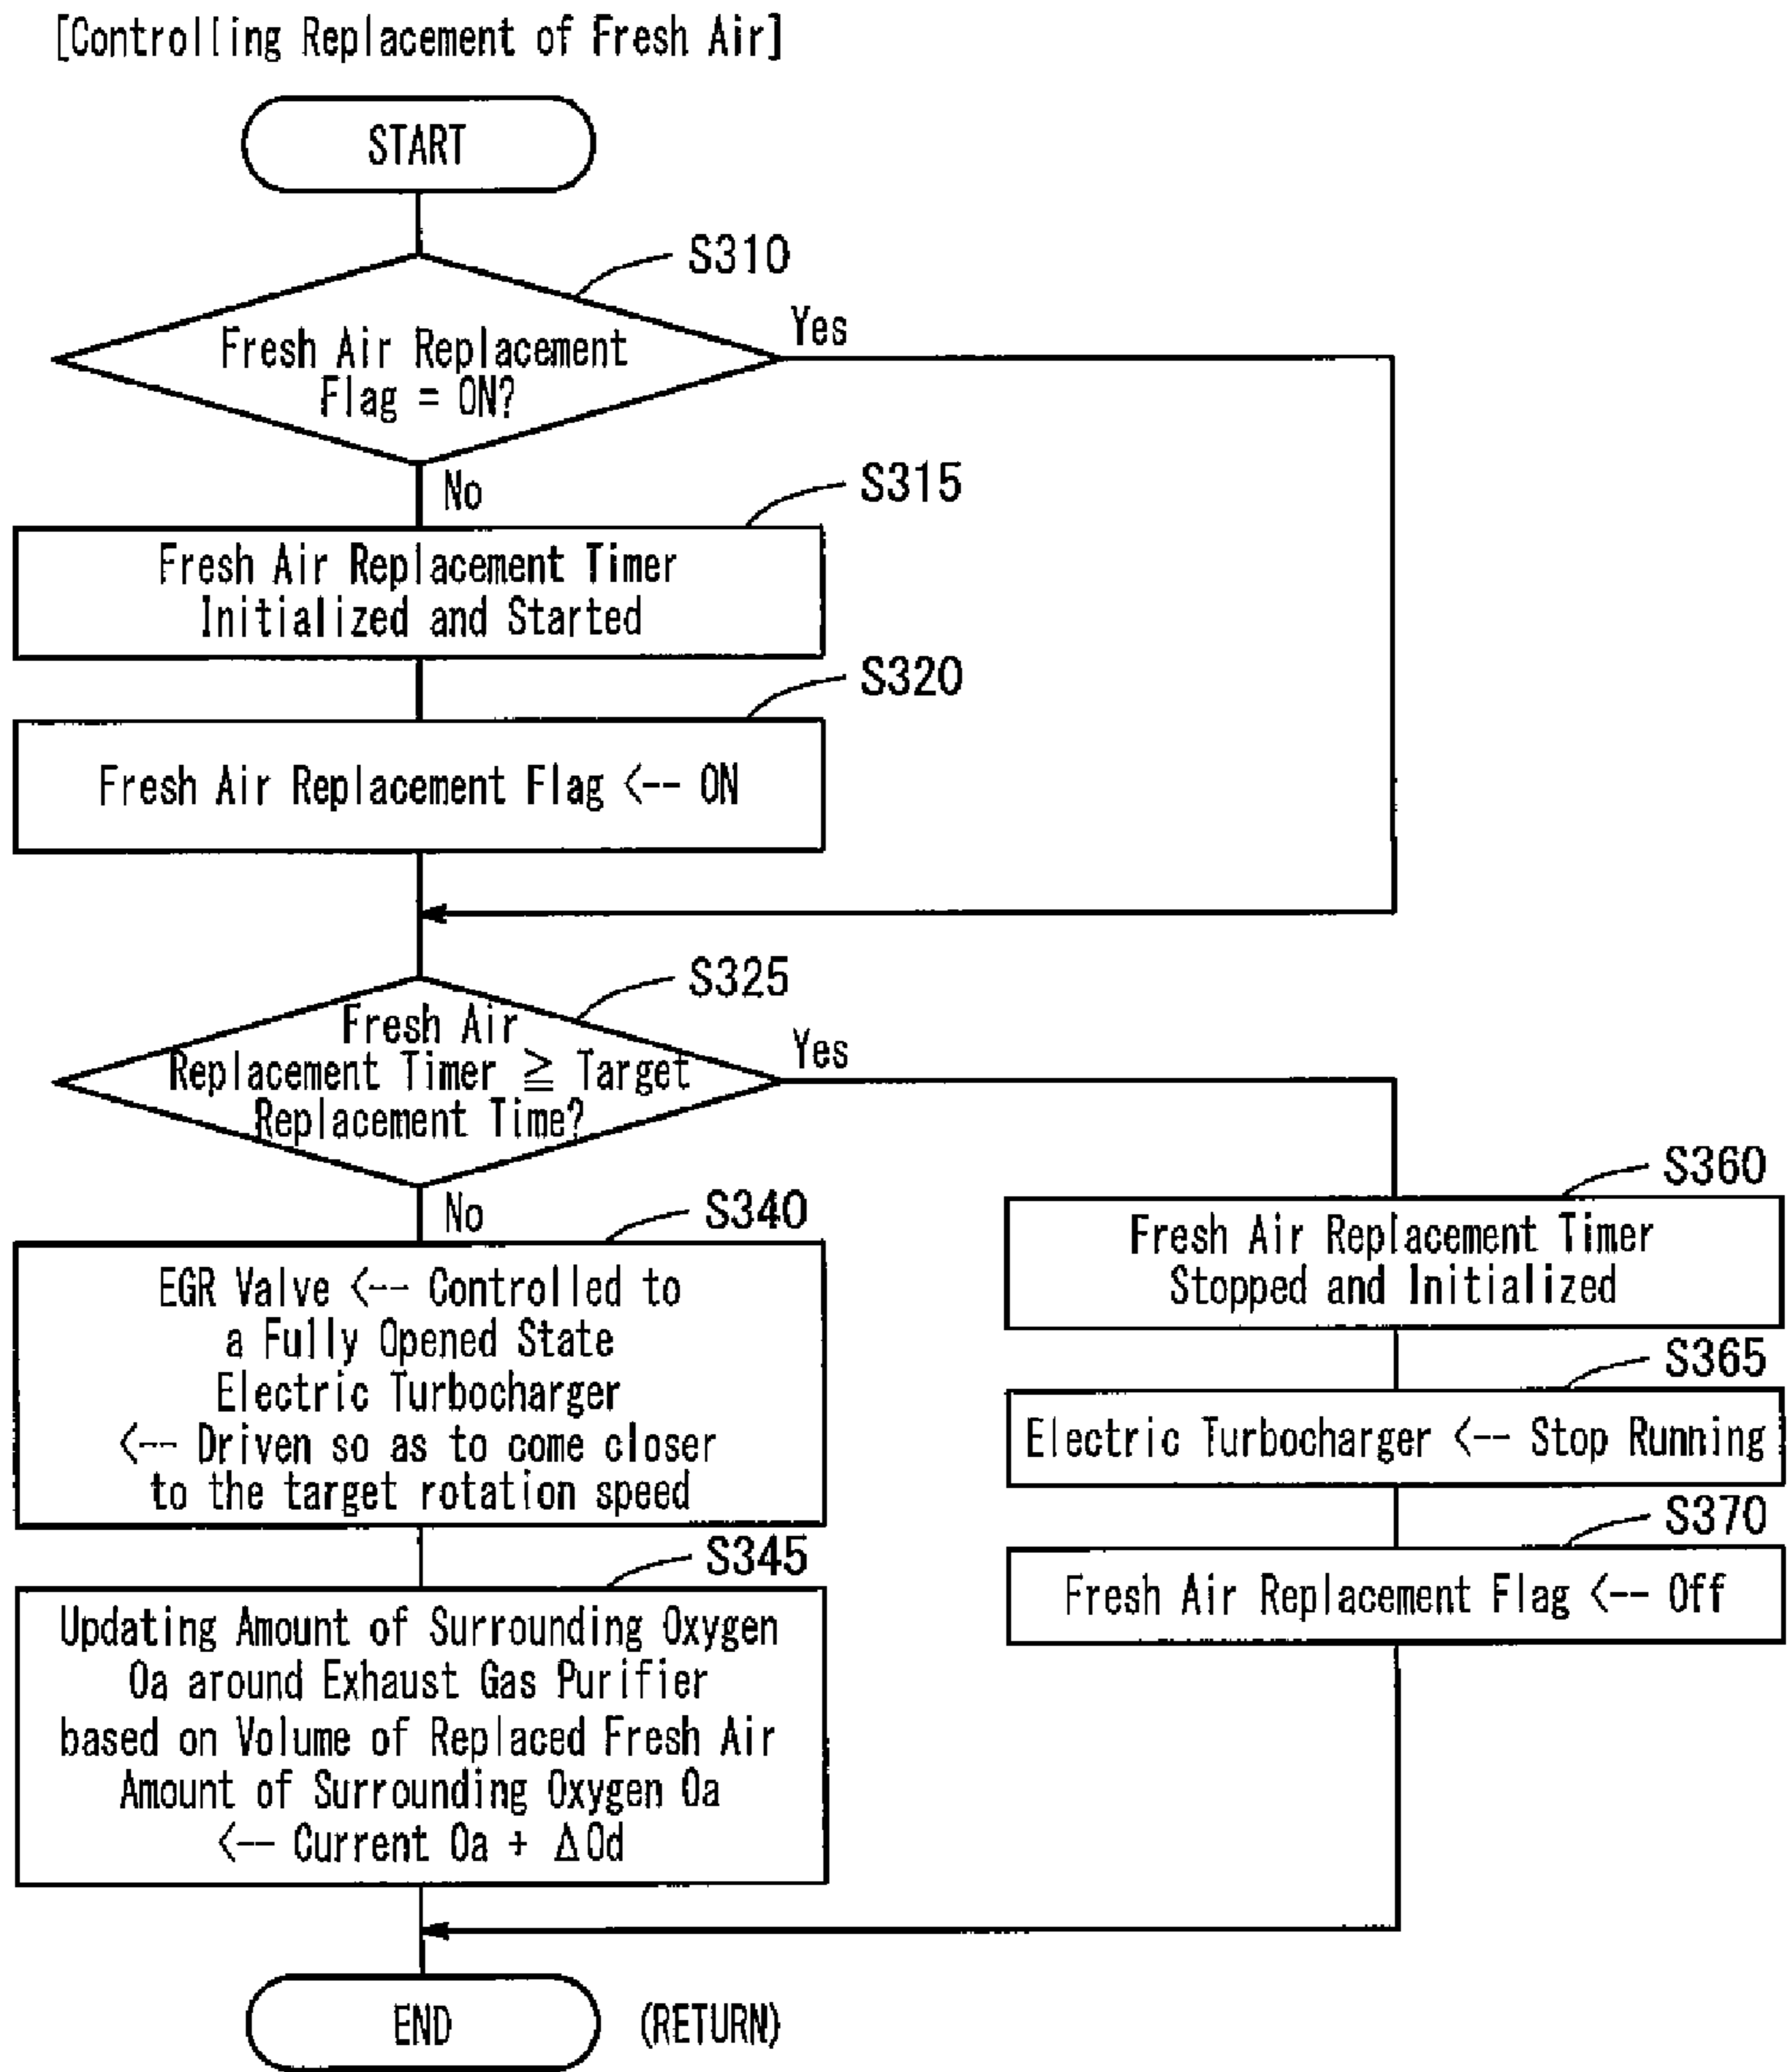 [Controlling Replacement of Fresh Air]
START
S310
Fresh Air Replacement
Flag = ON?
Yes
No
S315
Fresh Air Replacement Timer
Initialized and Started
S320
Fresh Air Replacement Flag <-- ON
S325
Fresh Air
Replacement Timer ≧ Target
Replacement Time?
Yes
No
S340
EGR Valve <-- Controlled to
a Fully Opened State
Electric Turbocharger
<-- Driven so as to come closer
to the target rotation speed
S345
Updating Amount of Surrounding Oxygen
Oa around Exhaust Gas Purifier
based on Volume of Replaced Fresh Air
Amount of Surrounding Oxygen Oa
<-- Current Oa + ΔOd
S360
Fresh Air Replacement Timer
Stopped and Initialized
S365
Electric Turbocharger <-- Stop Running
S370
Fresh Air Replacement Flag <-- Off
END
(RETURN)